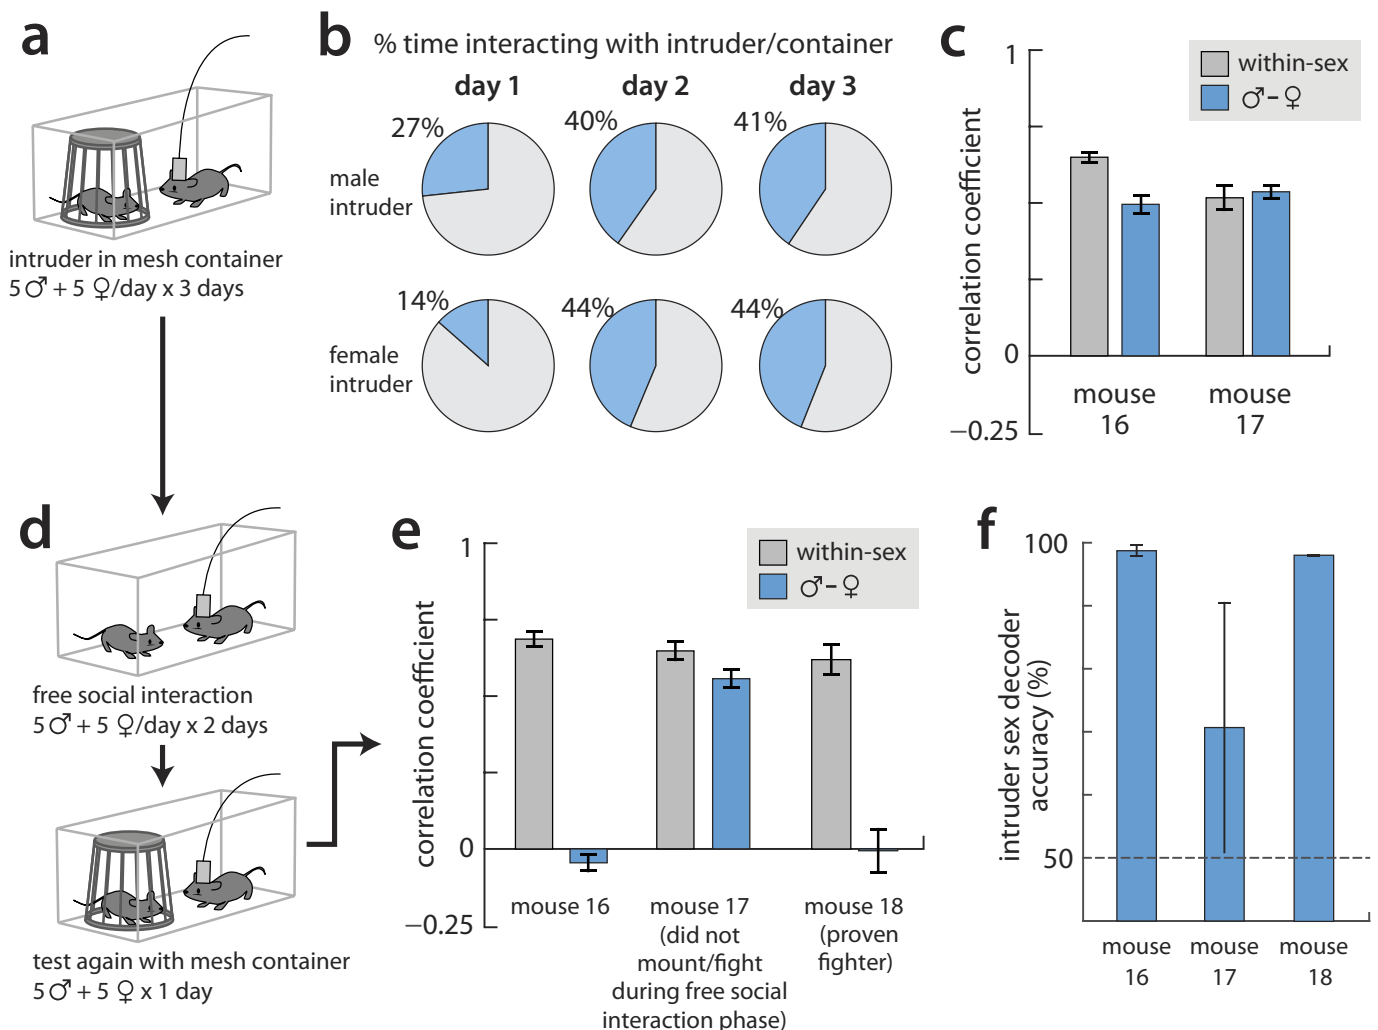 a
intruder in mesh container
5♂ + 5 ♀/day x 3 days
b
% time interacting with intruder/container
day 1
day 2
day 3
27%
40%
41%
male
intruder
14%
44%
44%
female
intruder
c
1
within-sex
♂–♀
correlation coefficient
0
−0.25
mouse
16
mouse
17
d
free social interaction
5♂ + 5 ♀/day x 2 days
test again with mesh container
5♂ + 5 ♀ x 1 day
e
1
within-sex
♂–♀
correlation coefficient
0
−0.25
mouse 16
mouse 17
(did not
mount/fight
during free social
interaction phase)
mouse 18
(proven
fighter)
f
100
intruder sex decoder
accuracy (%)
50
mouse
16
mouse
17
mouse
18